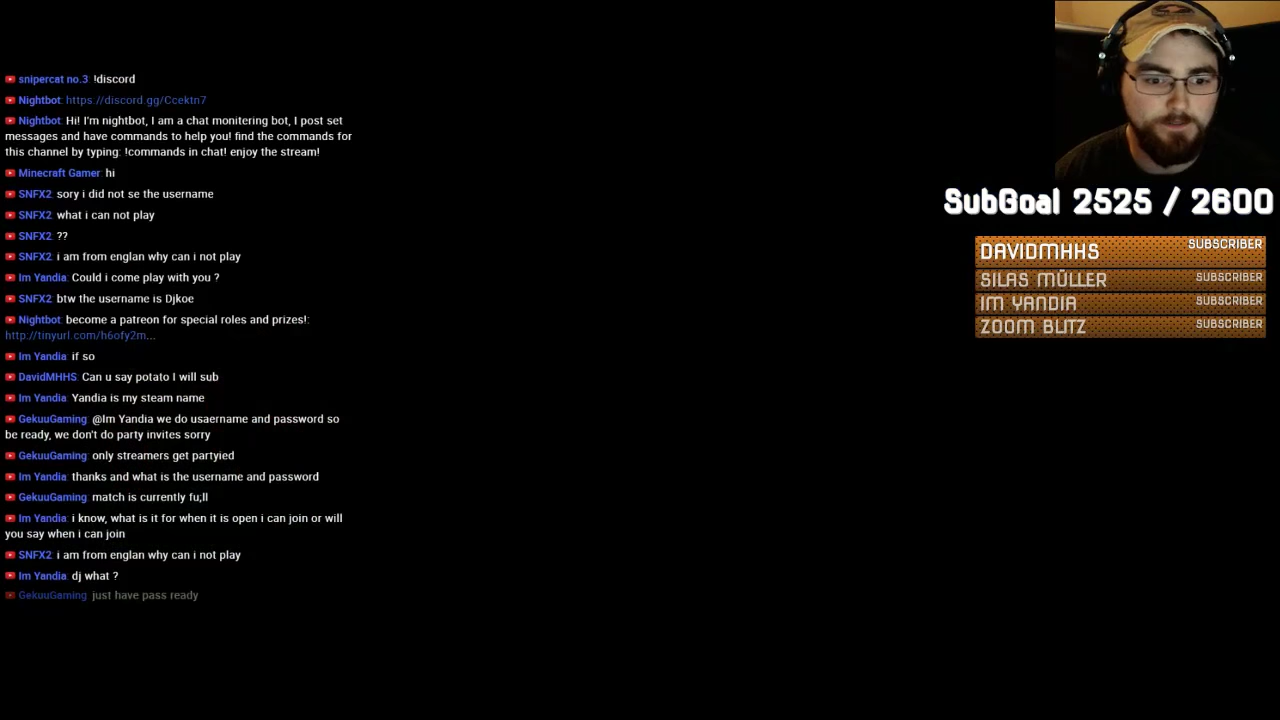 snipercat no.3 !discord
Nightbot: https://discord.gg/Ccektn7
Nightbot: Hi! I'm nightbot, I am a chat monitering bot, I post set
messages and have commands to help you! find the commands for
this channel by typing: !commands in chat! enjoy the stream!
Minecraft Gamer: hi
SNFX2: sory i did not se the username
SNFX2: what i can not play
SNFX2: ??
SNFX2: i am from englan why can i not play
Im Yandia: Could i come play with you ?
SNFX2: btw the username is Djkoe
Nightbot: become a patreon for special roles and prizes!:
http://tinyurl.com/h6ofy2m...
Im Yandia: if so
DavidMHHS: Can u say potato I will sub
Im Yandia: Yandia is my steam name
GekuuGaming: @Im Yandia we do usaername and password so
be ready, we don't do party invites sorry
GekuuGaming: only streamers get partyied
Im Yandia: thanks and what is the username and password
GekuuGaming: match is currently fu;ll
Im Yandia: i know, what is it for when it is open i can join or will
you say when i can join
SNFX2: i am from englan why can i not play
Im Yandia: dj what ?
GekuuGaming: just have pass ready
SubGoal 2525 / 2600
DAVIDMHHS SUBSCRIBER
SILAS MÜLLER SUBSCRIBER
IM YANDIA SUBSCRIBER
ZOOM BLITZ SUBSCRIBER